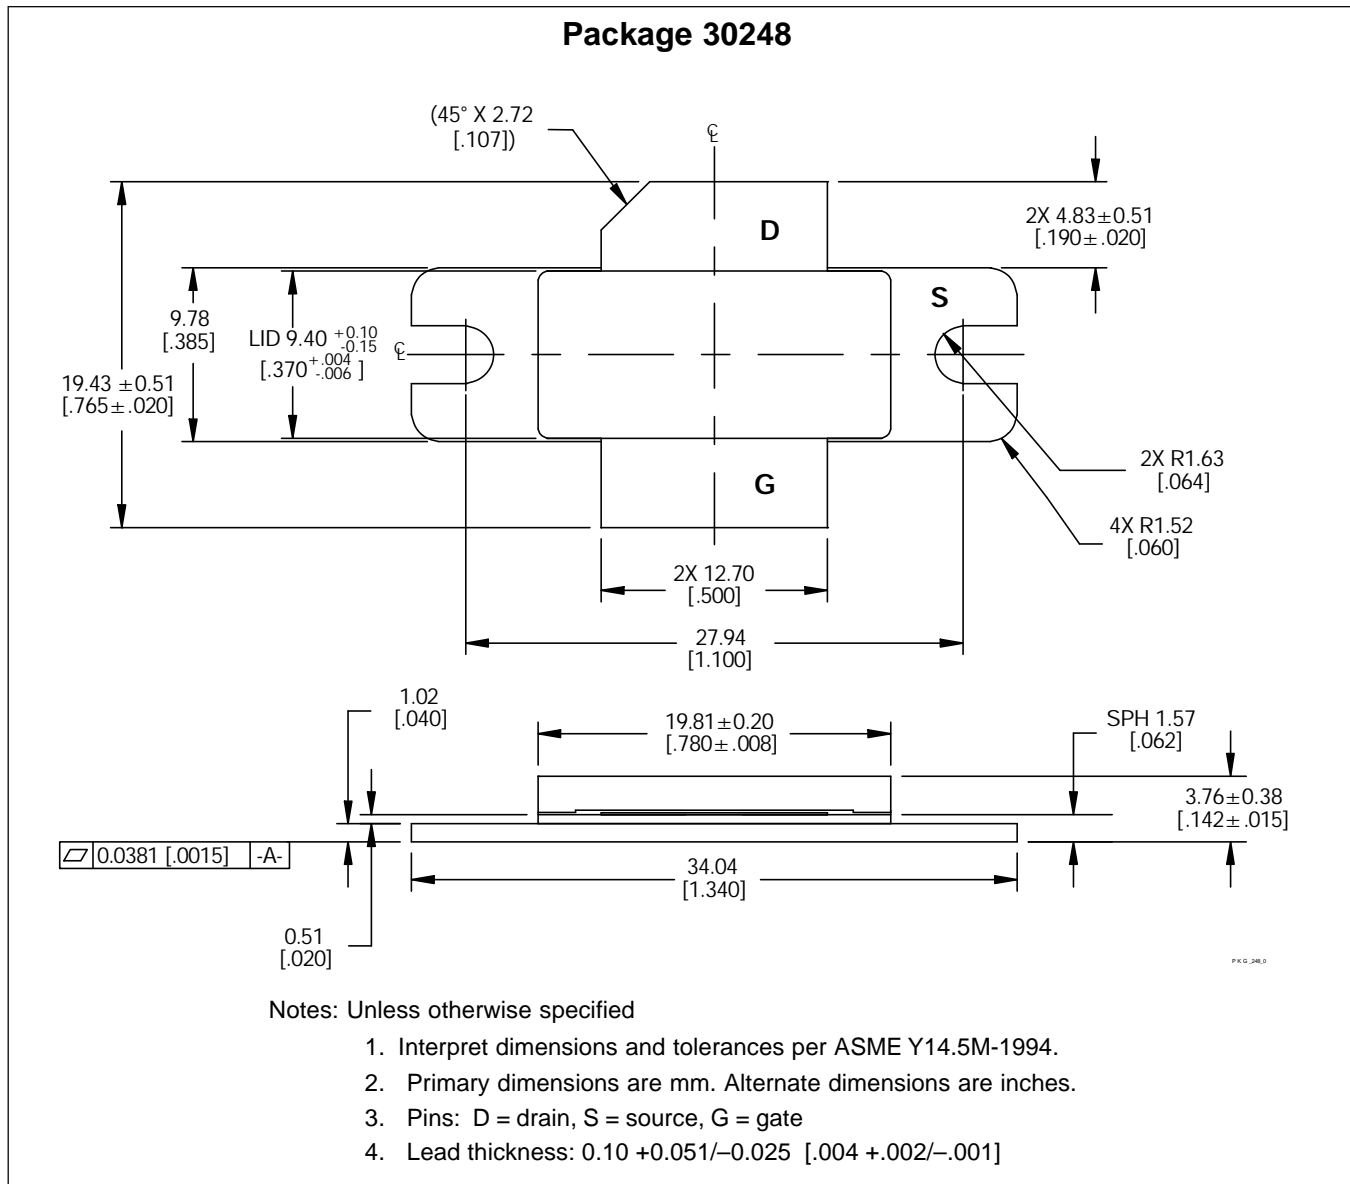 Package 30248
(45° X 2.72
[.107])
℄
D
2X 4.83±0.51
[.190±.020]
S
9.78
[.385]
LID 9.40 +0.10
-0.15
[.370 +.004
-.006 ]
℄
19.43 ±0.51
[.765±.020]
G
2X R1.63
[.064]
4X R1.52
[.060]
2X 12.70
[.500]
27.94
[1.100]
1.02
[.040]
19.81±0.20
[.780±.008]
SPH 1.57
[.062]
3.76±0.38
[.142±.015]
⏥ 0.0381 [.0015] -A-
34.04
[1.340]
0.51
[.020]
PKG_248_0
Notes: Unless otherwise specified
1. Interpret dimensions and tolerances per ASME Y14.5M-1994.
2. Primary dimensions are mm. Alternate dimensions are inches.
3. Pins: D = drain, S = source, G = gate
4. Lead thickness: 0.10 +0.051/–0.025 [.004 +.002/–.001]